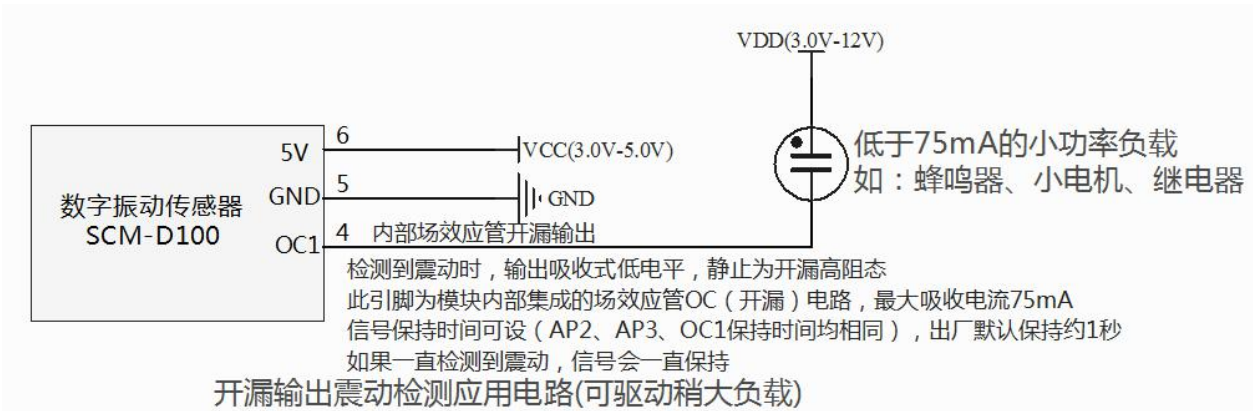 VDD(3.0V-12V)
6
5V
VCC(3.0V-5.0V)
低于75mA的小功率负载
如：蜂鸣器、小电机、继电器
数字振动传感器
SCM-D100
GND
5
GND
OC1
4
内部场效应管开漏输出
检测到震动时，输出吸收式低电平，静止为开漏高阻态
此引脚为模块内部集成的场效应管OC（开漏）电路，最大吸收电流75mA
信号保持时间可设（AP2、AP3、OC1保持时间均相同），出厂默认保持约1秒
如果一直检测到震动，信号会一直保持
开漏输出震动检测应用电路(可驱动稍大负载)